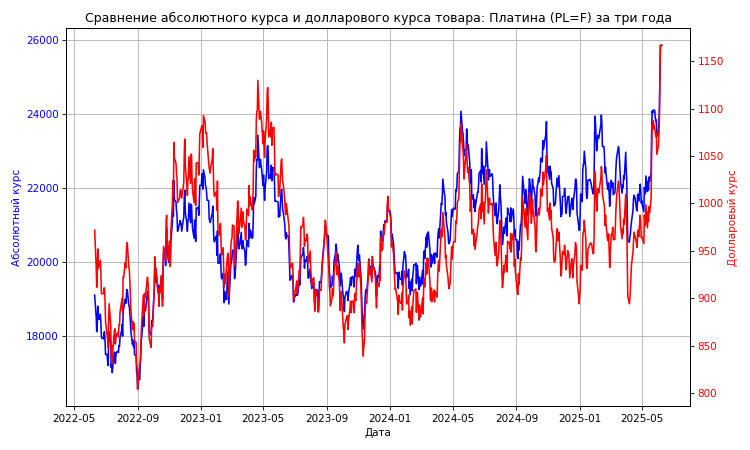 Сравнение абсолютного курса и долларового курса товара: Платина (PL=F) за три года
26000
24000
22000
20000
18000
Абсолютный курс
1150
1100
1050
1000
950
900
850
800
Долларовый курс
2022-05 2022-09 2023-01 2023-05 2023-09 2024-01 2024-05 2024-09 2025-01 2025-05
Дата